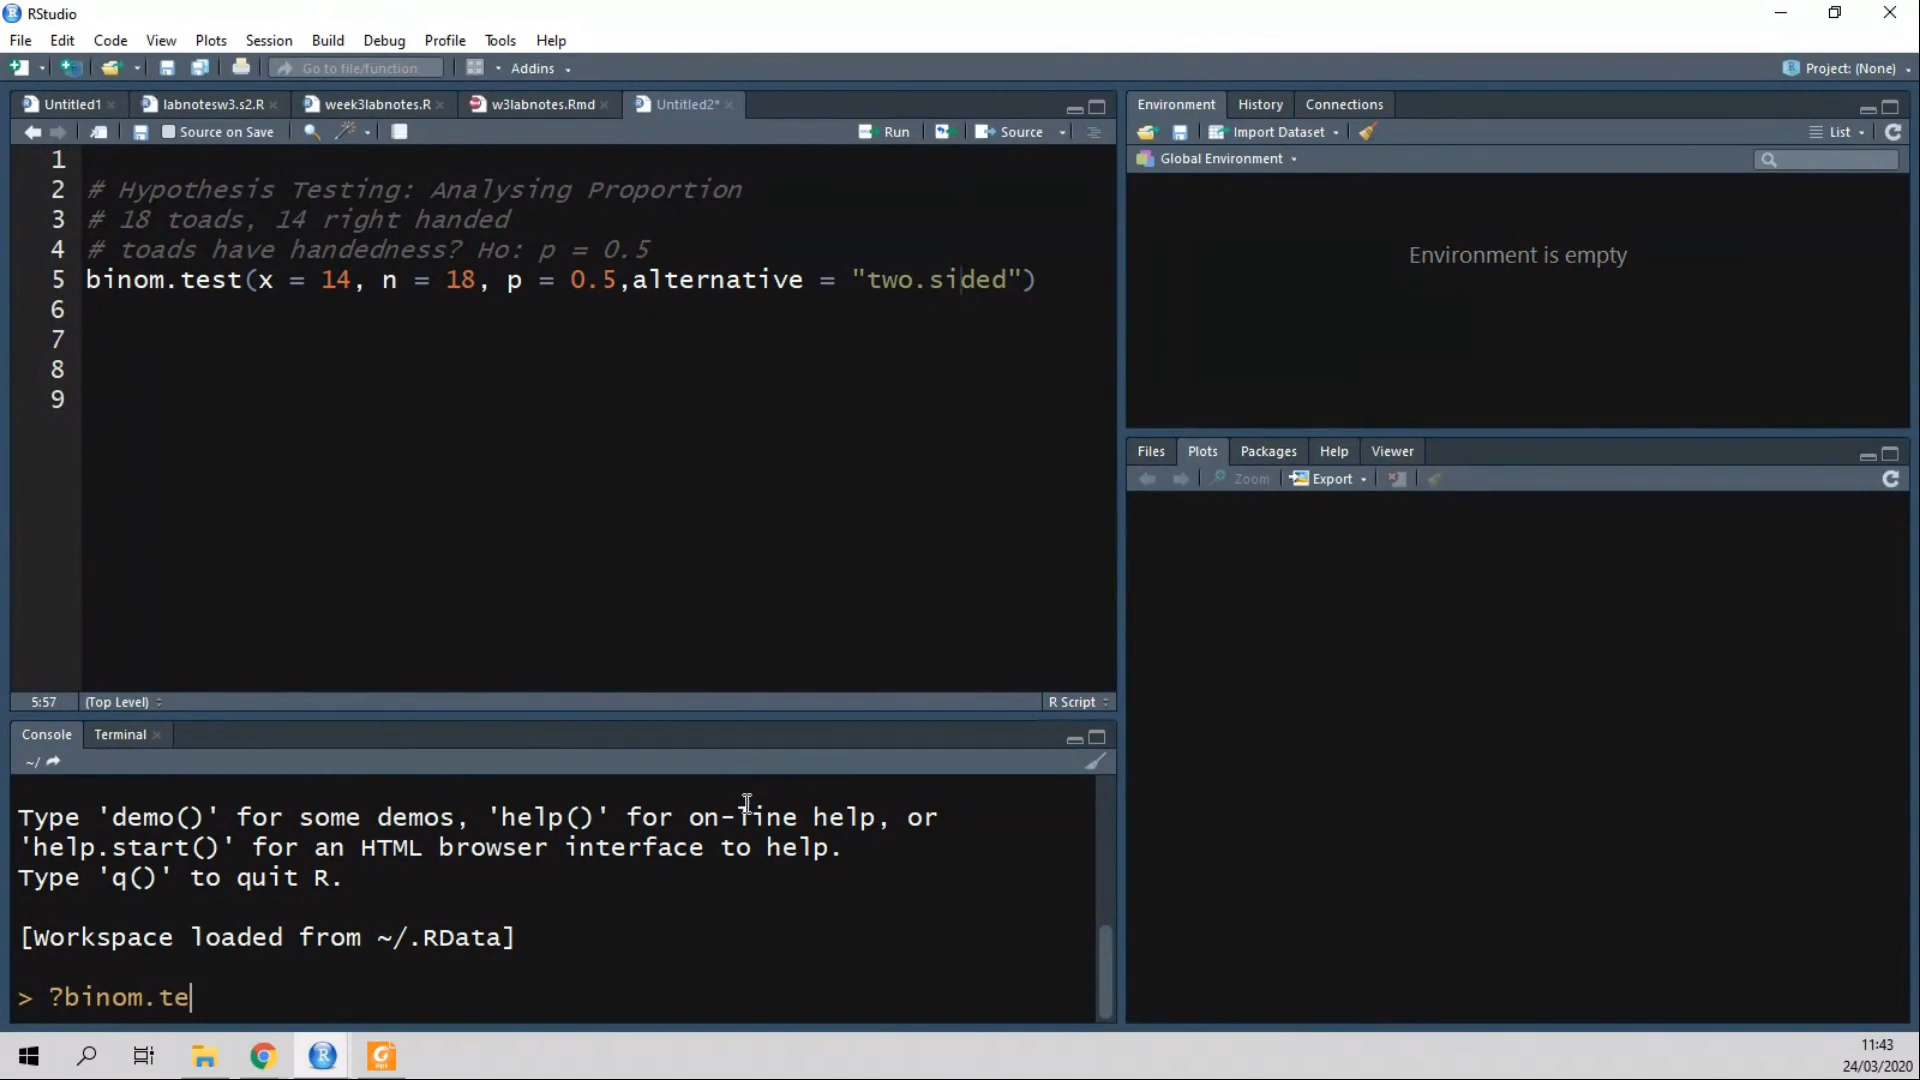 RStudio
File Edit Code View Plots Session Build Debug Profile Tools Help
Go to file/function Addins Project: (None)
Untitled1 labnotesw3.s2.R week3labnotes.R w3labnotes.Rmd Untitled2*
Source on Save Run Source
1
2 # Hypothesis Testing: Analysing Proportion
3 # 18 toads, 14 right handed
4 # toads have handedness? Ho: p = 0.5
5 binom.test(x = 14, n = 18, p = 0.5,alternative = "two.sided")
6
7
8
9
5:57 (Top Level) R Script
Console Terminal
~/
Type 'demo()' for some demos, 'help()' for on-line help, or
'help.start()' for an HTML browser interface to help.
Type 'q()' to quit R.
[Workspace loaded from ~/.RData]
> ?binom.te
Environment History Connections
Import Dataset List
Global Environment
Environment is empty
Files Plots Packages Help Viewer
Zoom Export
11:43
24/03/2020